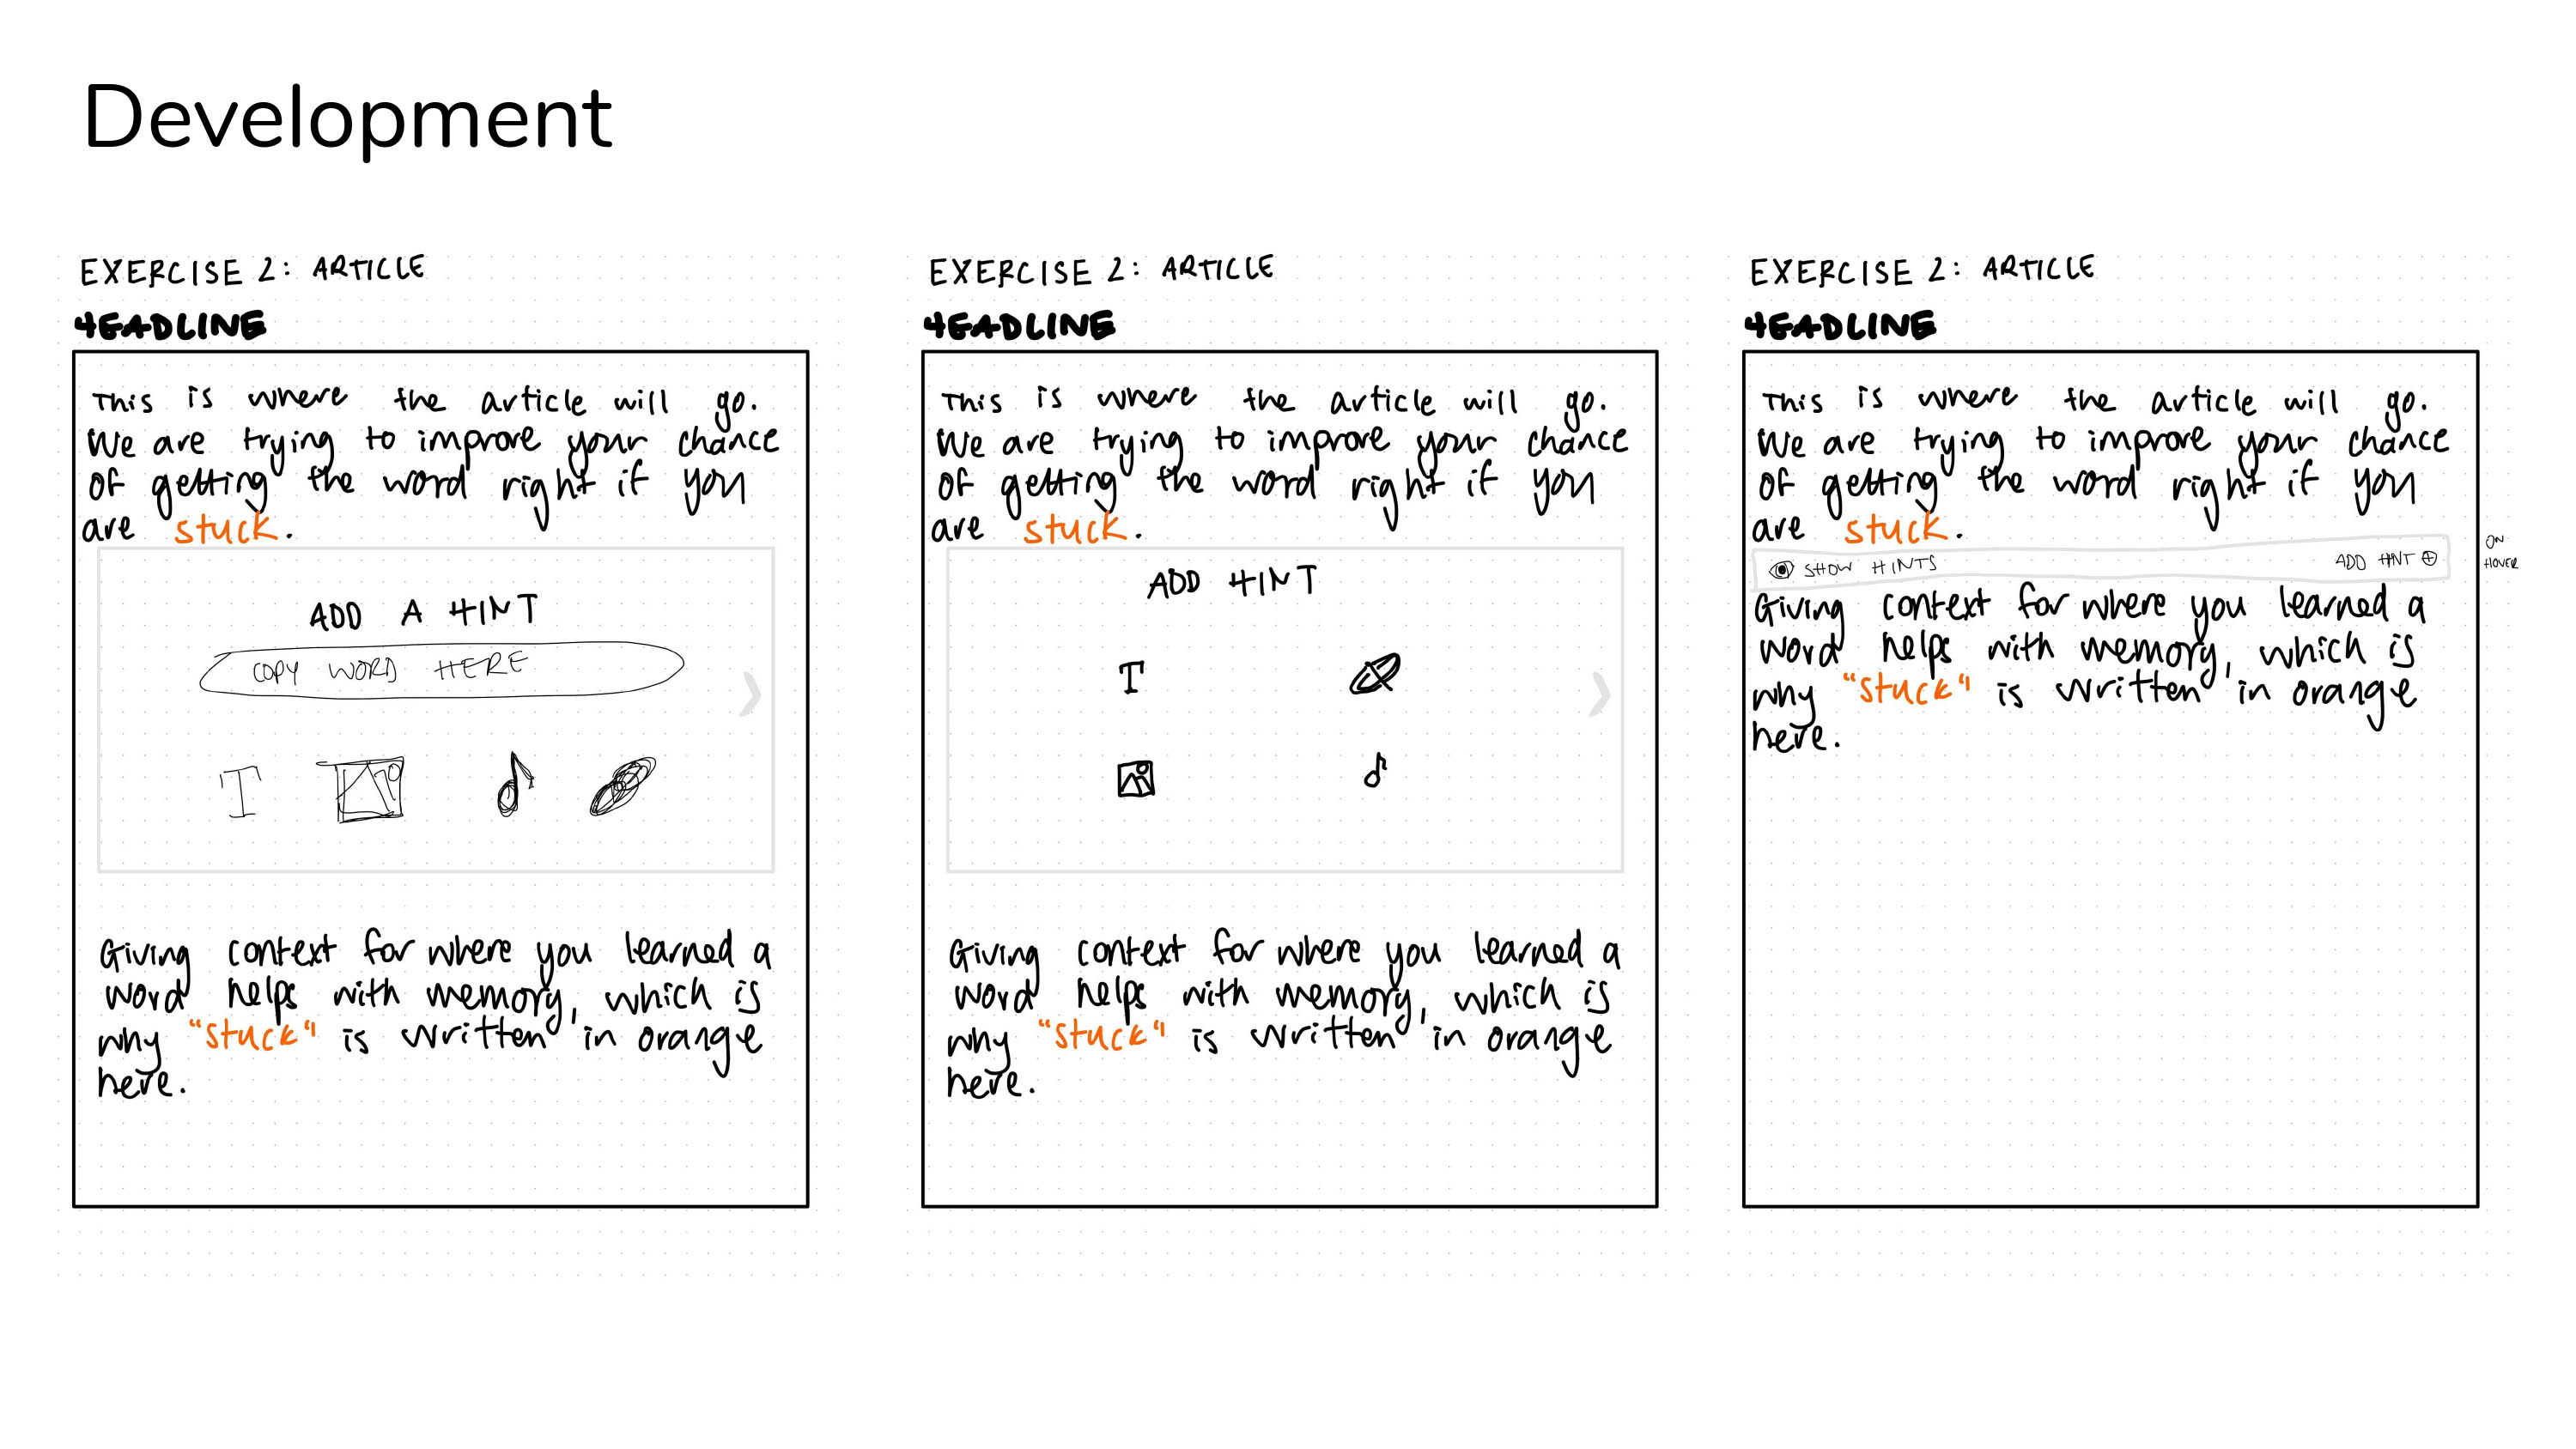 Development
EXERCISE 2: ARTICLE
HEADLINE
This is where the article will go.
We are trying to improve your chance
of getting the word right if you
are stuck.
ADD A HINT
COPY WORD HERE
T
Giving context for where you learned a
word helps with memory, which is
why "stuck" is written in orange
here.
EXERCISE 2: ARTICLE
HEADLINE
This is where the article will go.
We are trying to improve your chance
of getting the word right if you
are stuck.
ADD HINT
T
Giving context for where you learned a
word helps with memory, which is
why "stuck" is written in orange
here.
EXERCISE 2: ARTICLE
HEADLINE
This is where the article will go.
We are trying to improve your chance
of getting the word right if you
are stuck.
SHOW HINTS ADD HINT
ON
HOVER
Giving context for where you learned a
word helps with memory, which is
why "stuck" is written in orange
here.